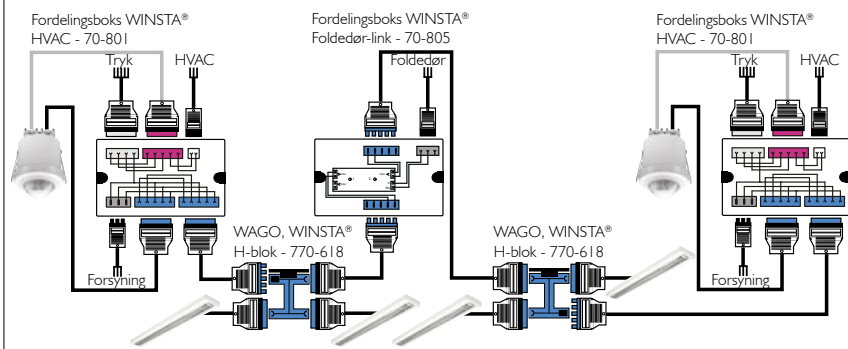 Fordelingsboks WINSTA®
HVAC - 70-801
Tryk
HVAC
Forsyning
Fordelingsboks WINSTA®
Foldedør-link - 70-805
Foldedør
WAGO, WINSTA®
H-blok - 770-618
WAGO, WINSTA®
H-blok - 770-618
Fordelingsboks WINSTA®
HVAC - 70-801
Tryk
HVAC
Forsyning